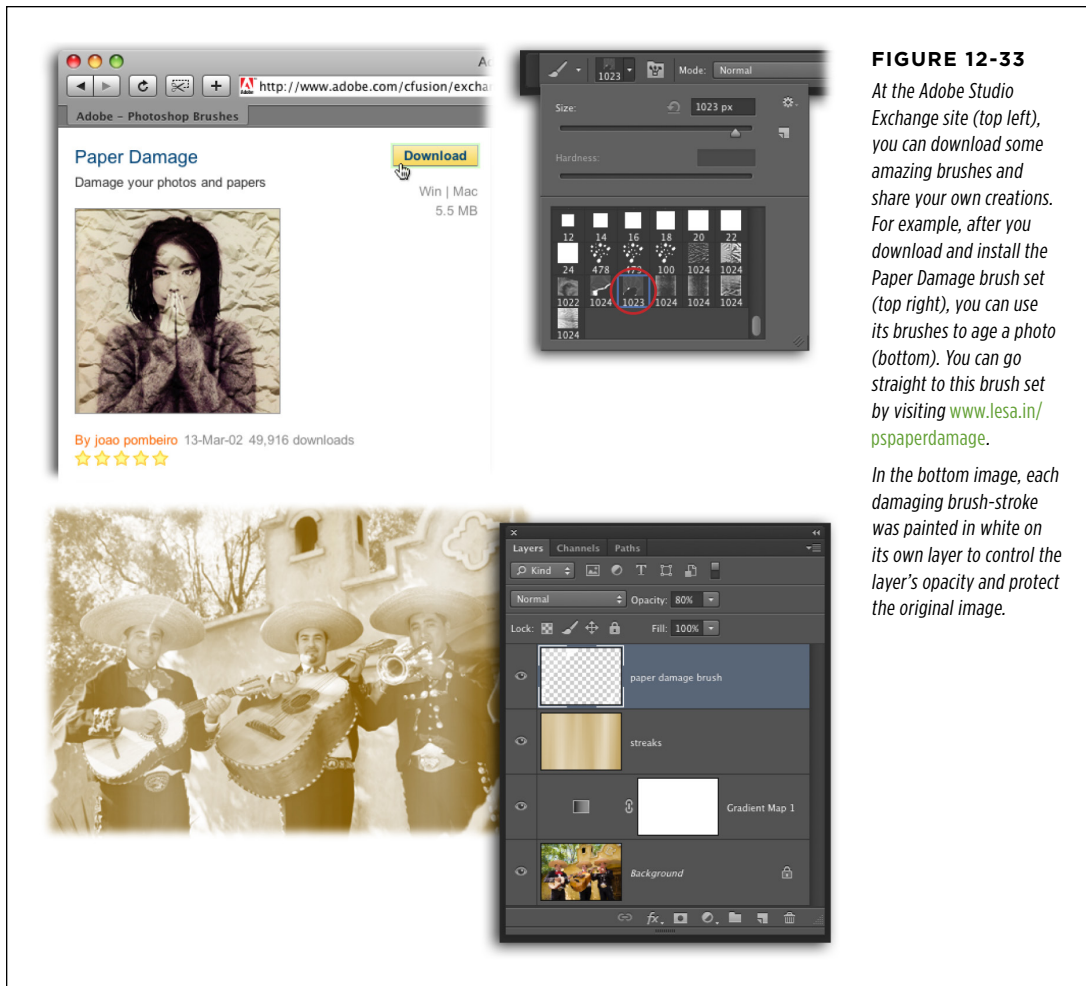 Ad
http://www.adobe.com/cfusion/exchan
Adobe – Photoshop Brushes
Paper Damage
Download
Damage your photos and papers
Win | Mac
5.5 MB
By joao pombeiro 13-Mar-02 49,916 downloads
1023
Mode: Normal
Size: 1023 px
Hardness:
12 14 16 18 20 22
24 478 479 100 1024 1024
1022 1024 1023 1024 1024 1024
1024
FIGURE 12-33
At the Adobe Studio
Exchange site (top left),
you can download some
amazing brushes and
share your own creations.
For example, after you
download and install the
Paper Damage brush set
(top right), you can use
its brushes to age a photo
(bottom). You can go
straight to this brush set
by visiting www.lesa.in/
pspaperdamage.
In the bottom image, each
damaging brush-stroke
was painted in white on
its own layer to control the
layer's opacity and protect
the original image.
Layers Channels Paths
Kind
Normal Opacity: 80%
Lock: Fill: 100%
paper damage brush
streaks
Gradient Map 1
Background
fx